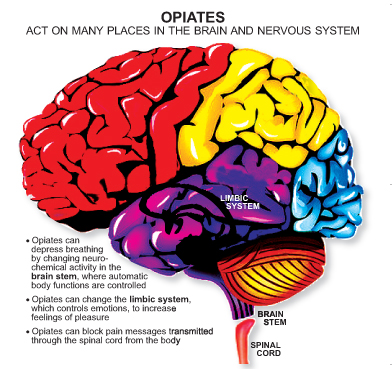 OPIATES
ACT ON MANY PLACES IN THE BRAIN AND NERVOUS SYSTEM
LIMBIC
SYSTEM
• Opiates can
depress breathing
by changing neuro-
chemical activity in the
brain stem, where automatic
body functions are controlled
• Opiates can change the limbic system,
which controls emotions, to increase
feelings of pleasure
• Opiates can block pain messages transmitted
through the spinal cord from the body
BRAIN
STEM
SPINAL
CORD